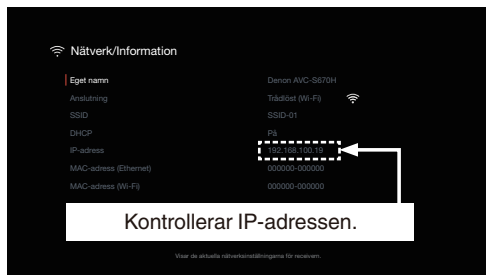 Nätverk/Information
Eget namn Denon AVC-S670H
Anslutning Trådlöst (Wi-Fi)
SSID SSID-01
DHCP På
IP-adress 192.168.100.19
MAC-adress (Ethernet) 000000-000000
MAC-adress (Wi-Fi) 000000-000000
Kontrollerar IP-adressen.
Visar de aktuella nätverksinställningarna för receivern.